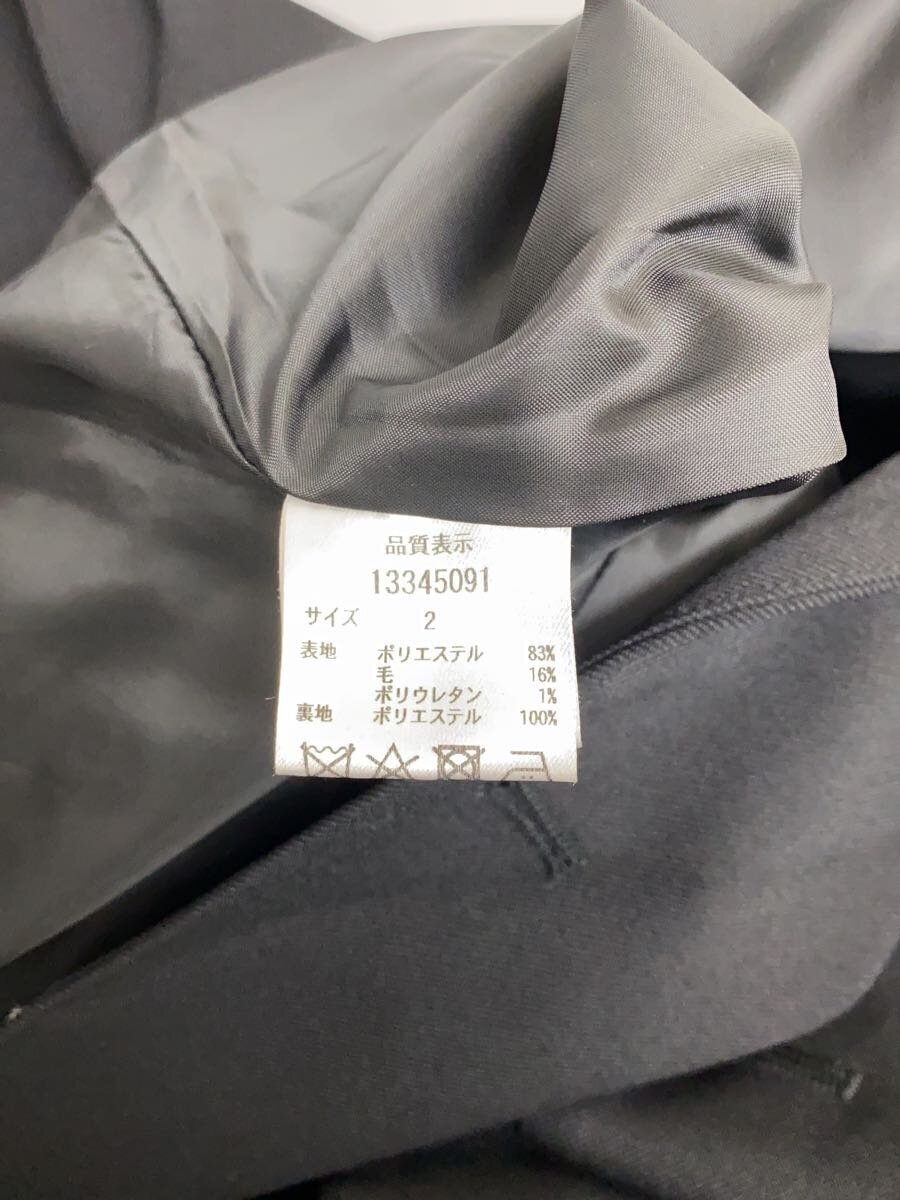 品質表示
13345091
サイズ 2
表地 ポリエステル 83%
毛 16%
ポリウレタン 1%
裏地 ポリエステル 100%